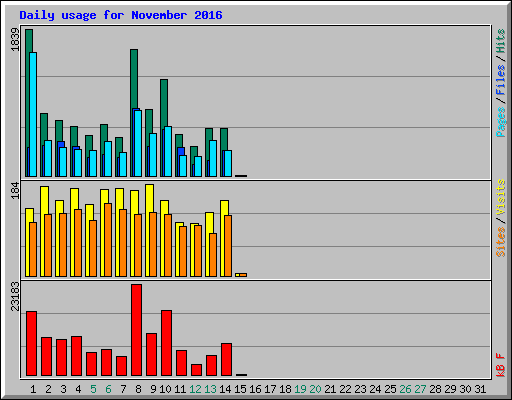 Daily usage for November 2016
1839
Pages / Files / Hits
184
Sites / Visits
23183
kB F
1 2 3 4 5 6 7 8 9 10 11 12 13 14 15 16 17 18 19 20 21 22 23 24 25 26 27 28 29 30 31